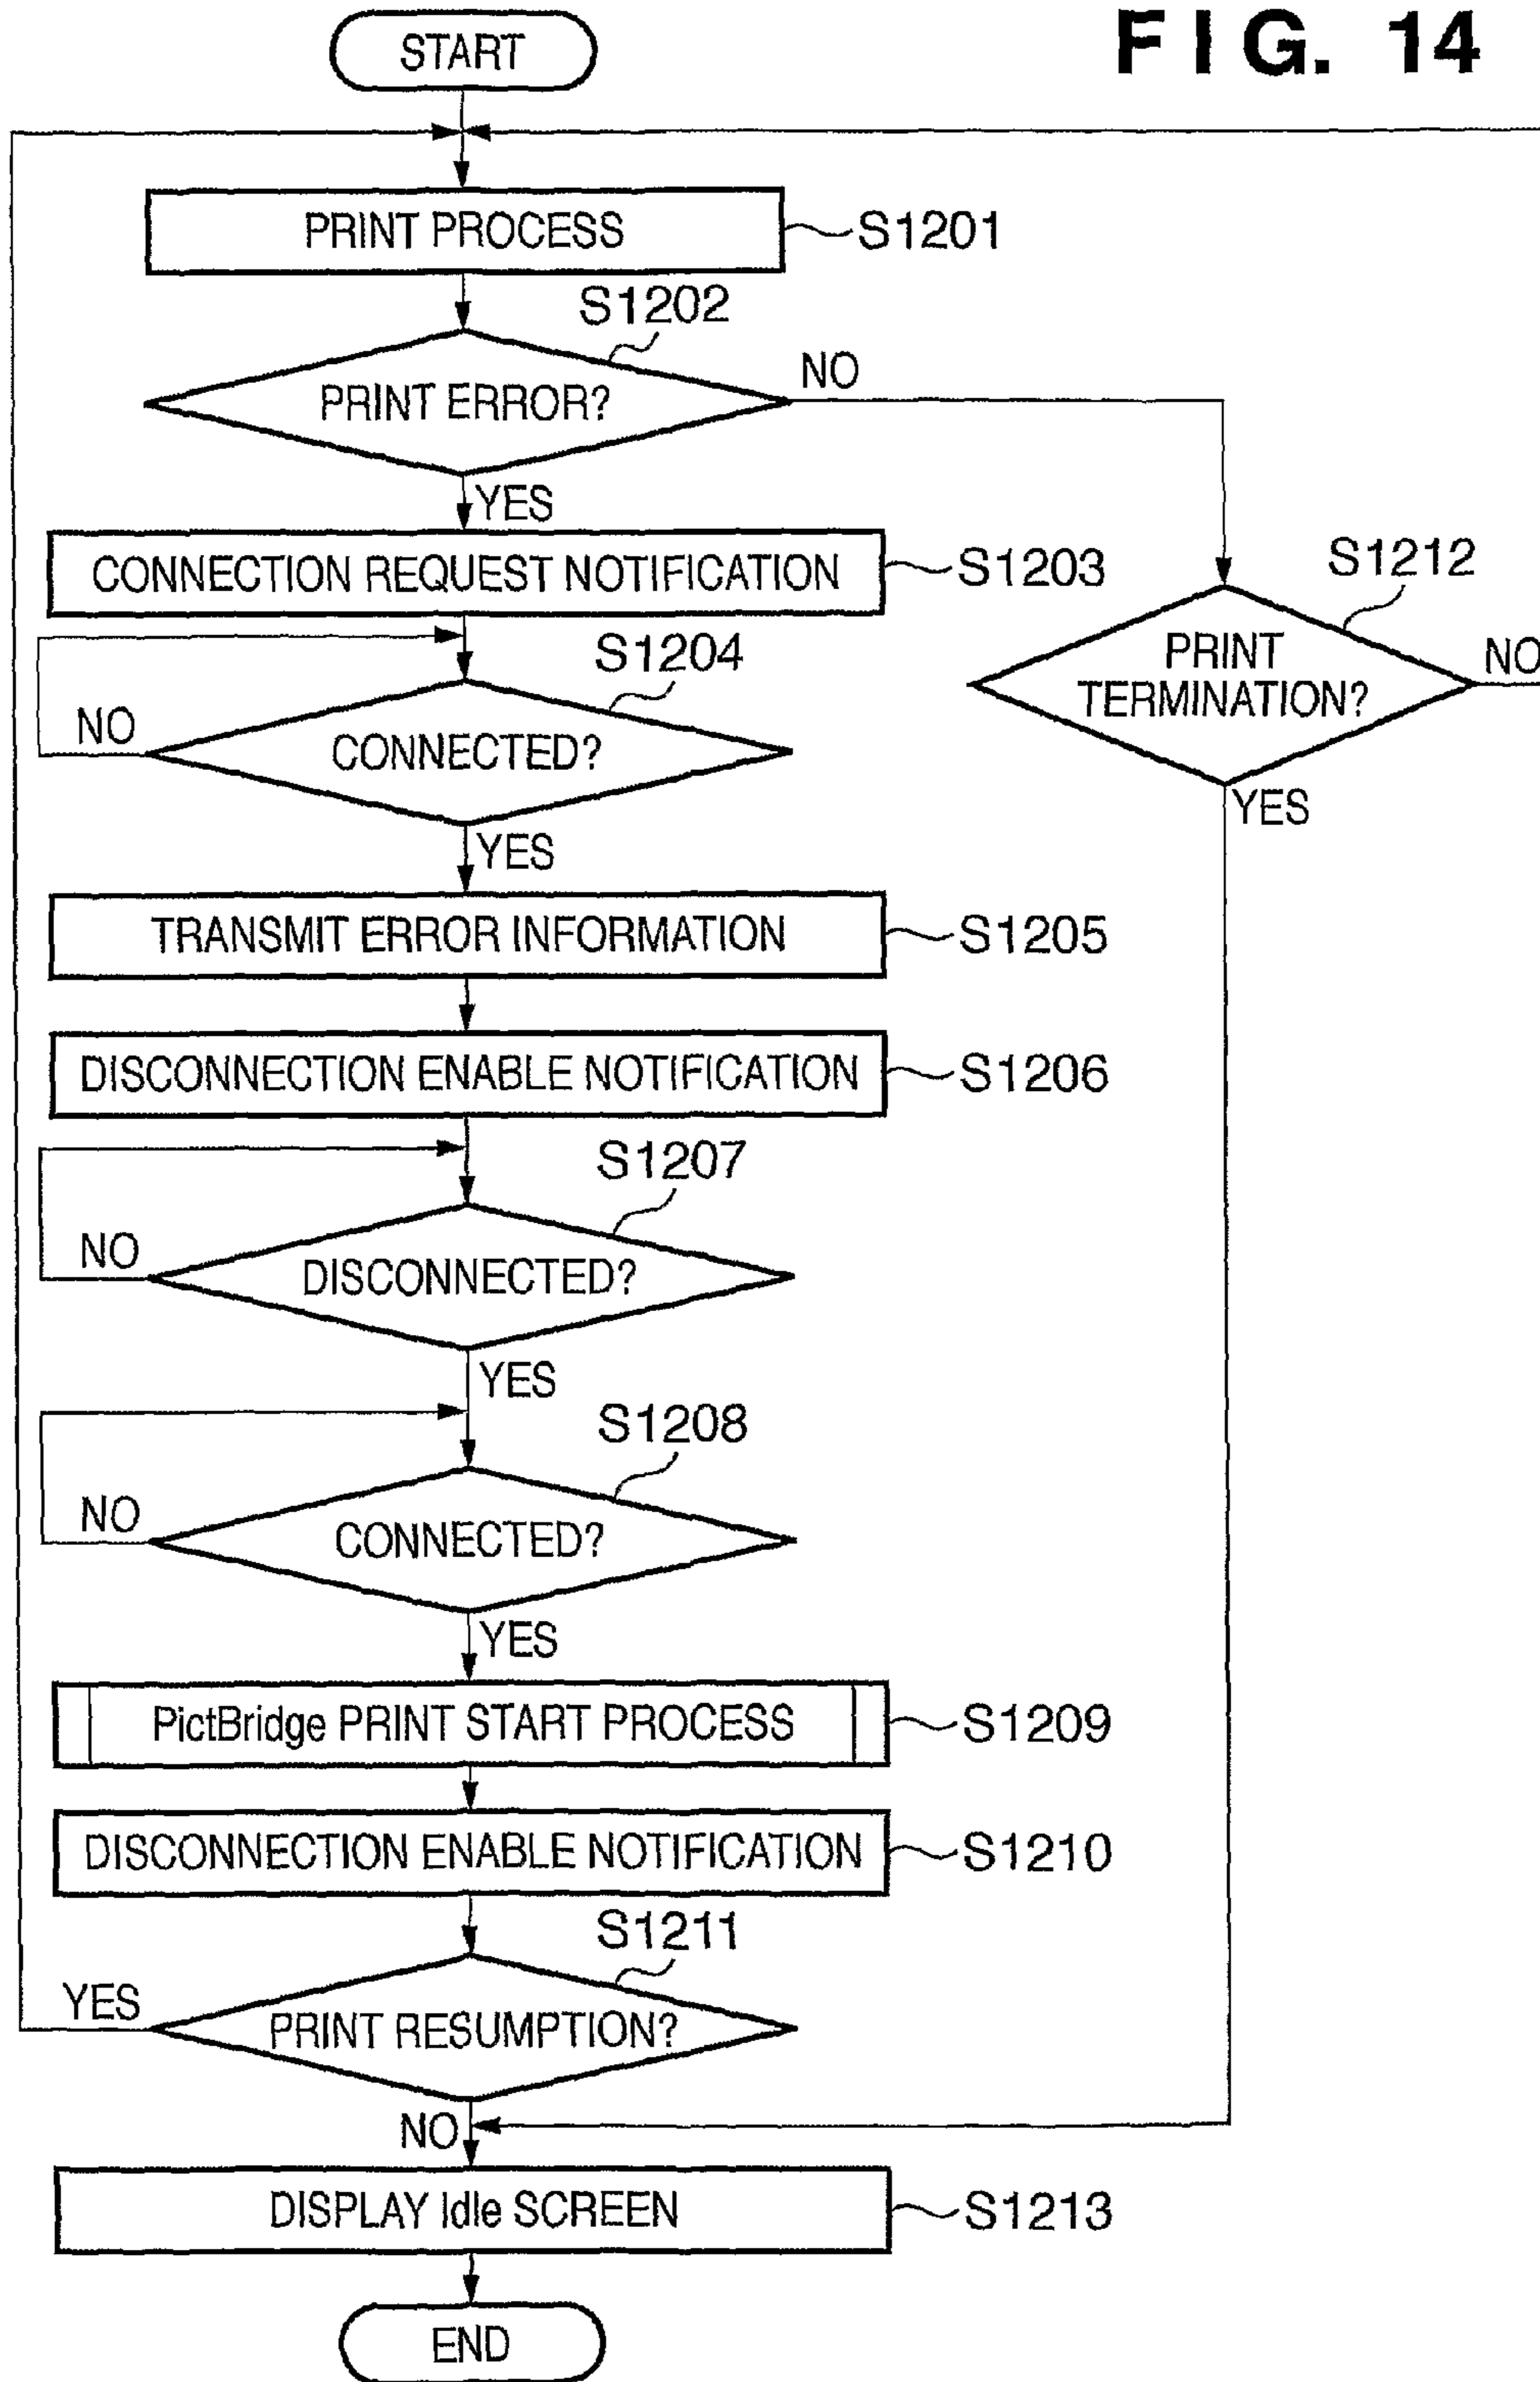 FIG. 14
START
PRINT PROCESS
S1201
S1202
PRINT ERROR?
NO
YES
CONNECTION REQUEST NOTIFICATION
S1203
S1204
CONNECTED?
NO
YES
S1212
PRINT
TERMINATION?
NO
YES
TRANSMIT ERROR INFORMATION
S1205
DISCONNECTION ENABLE NOTIFICATION
S1206
S1207
DISCONNECTED?
NO
YES
S1208
CONNECTED?
NO
YES
PictBridge PRINT START PROCESS
S1209
DISCONNECTION ENABLE NOTIFICATION
S1210
S1211
YES
PRINT RESUMPTION?
NO
DISPLAY Idle SCREEN
S1213
END